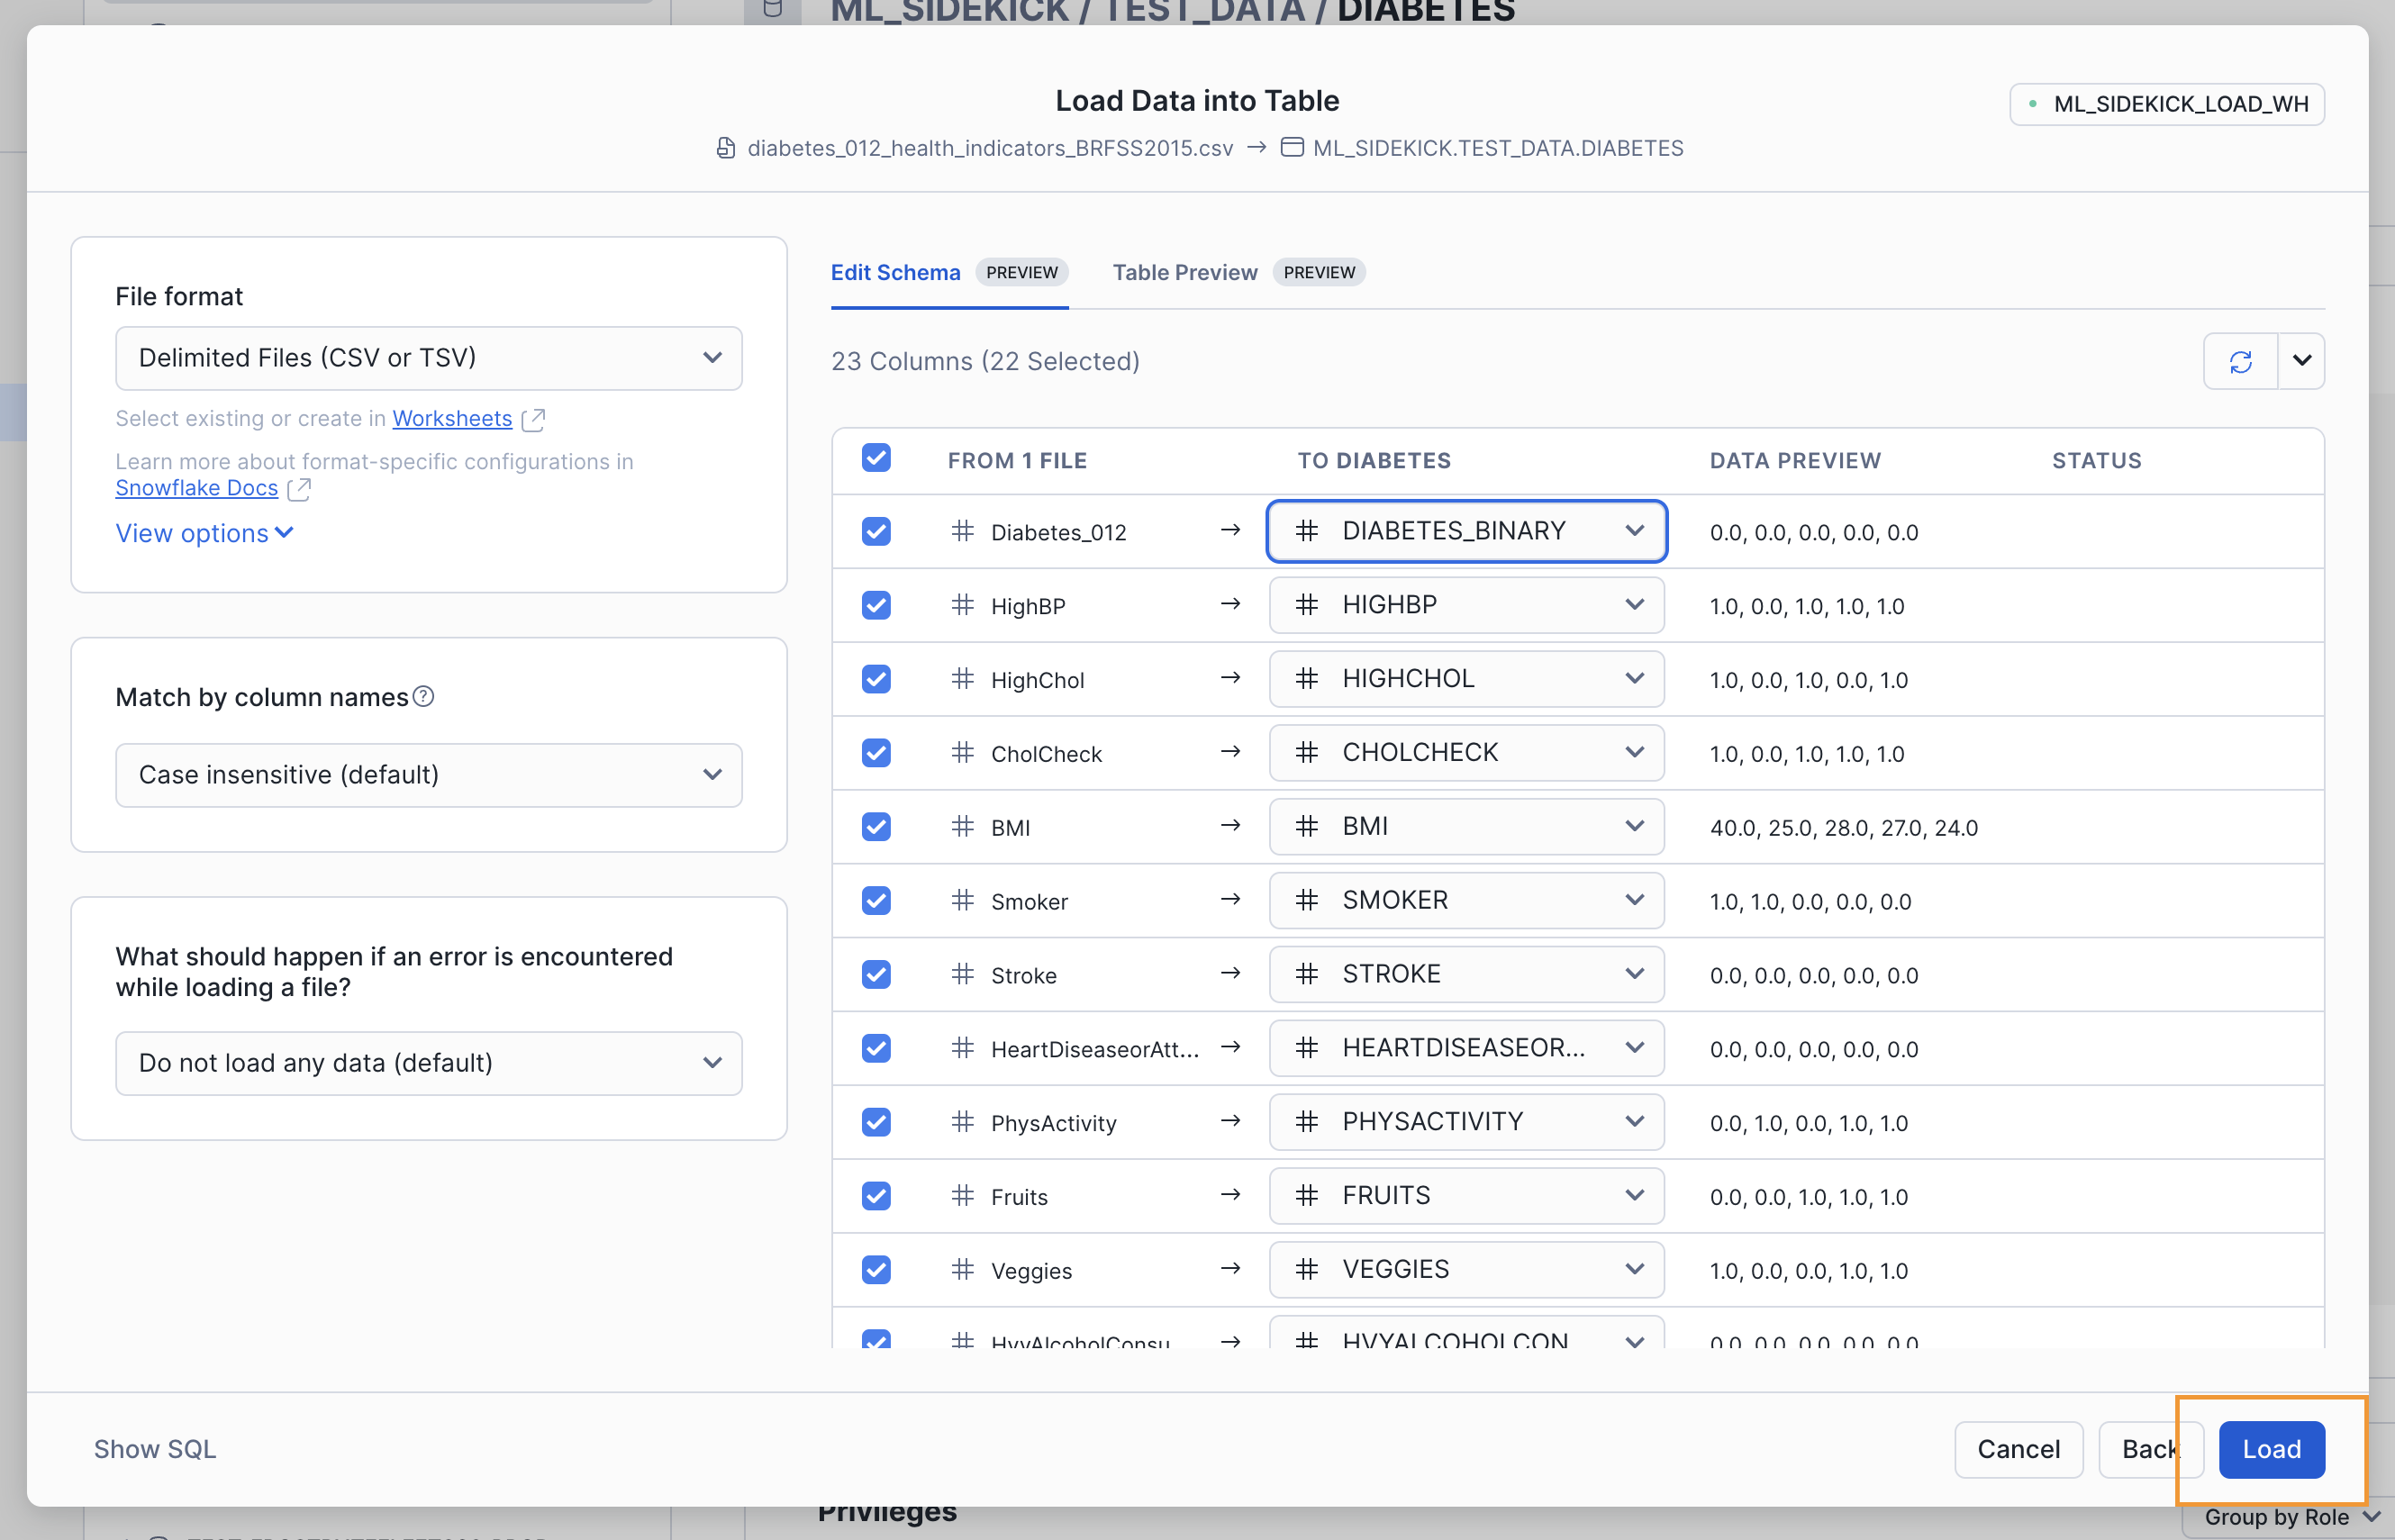 ML_SIDEKICK / TEST_DATA / DIABETES
Load Data into Table
ML_SIDEKICK_LOAD_WH
diabetes_012_health_indicators_BRFSS2015.csv → ML_SIDEKICK.TEST_DATA.DIABETES
File format
Delimited Files (CSV or TSV)
Select existing or create in Worksheets
Learn more about format-specific configurations in
Snowflake Docs
View options
Match by column names
Case insensitive (default)
What should happen if an error is encountered
while loading a file?
Do not load any data (default)
Edit Schema PREVIEW Table Preview PREVIEW
23 Columns (22 Selected)
FROM 1 FILE TO DIABETES DATA PREVIEW STATUS
# Diabetes_012 → # DIABETES_BINARY 0.0, 0.0, 0.0, 0.0, 0.0
# HighBP → # HIGHBP 1.0, 0.0, 1.0, 1.0, 1.0
# HighChol → # HIGHCHOL 1.0, 0.0, 1.0, 0.0, 1.0
# CholCheck → # CHOLCHECK 1.0, 0.0, 1.0, 1.0, 1.0
# BMI → # BMI 40.0, 25.0, 28.0, 27.0, 24.0
# Smoker → # SMOKER 1.0, 1.0, 0.0, 0.0, 0.0
# Stroke → # STROKE 0.0, 0.0, 0.0, 0.0, 0.0
# HeartDiseaseorAtt... → # HEARTDISEASEOR... 0.0, 0.0, 0.0, 0.0, 0.0
# PhysActivity → # PHYSACTIVITY 0.0, 1.0, 0.0, 1.0, 1.0
# Fruits → # FRUITS 0.0, 0.0, 1.0, 1.0, 1.0
# Veggies → # VEGGIES 1.0, 0.0, 0.0, 1.0, 1.0
# HvyAlcoholConsu → # HVYALCOHOLCON 0.0, 0.0, 0.0, 0.0, 0.0
Show SQL
Cancel Back Load
Privileges
Group by Role